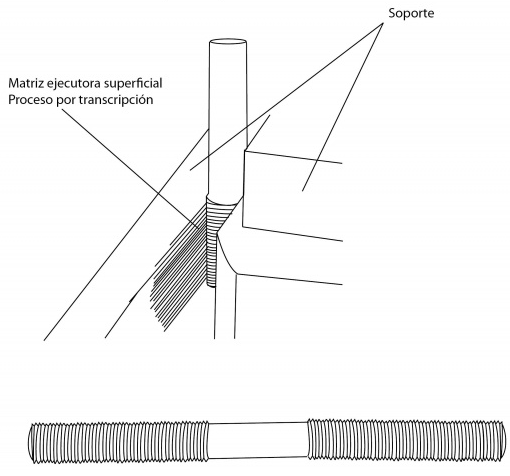 Soporte
Matriz ejecutora superficial
Proceso por transcripción